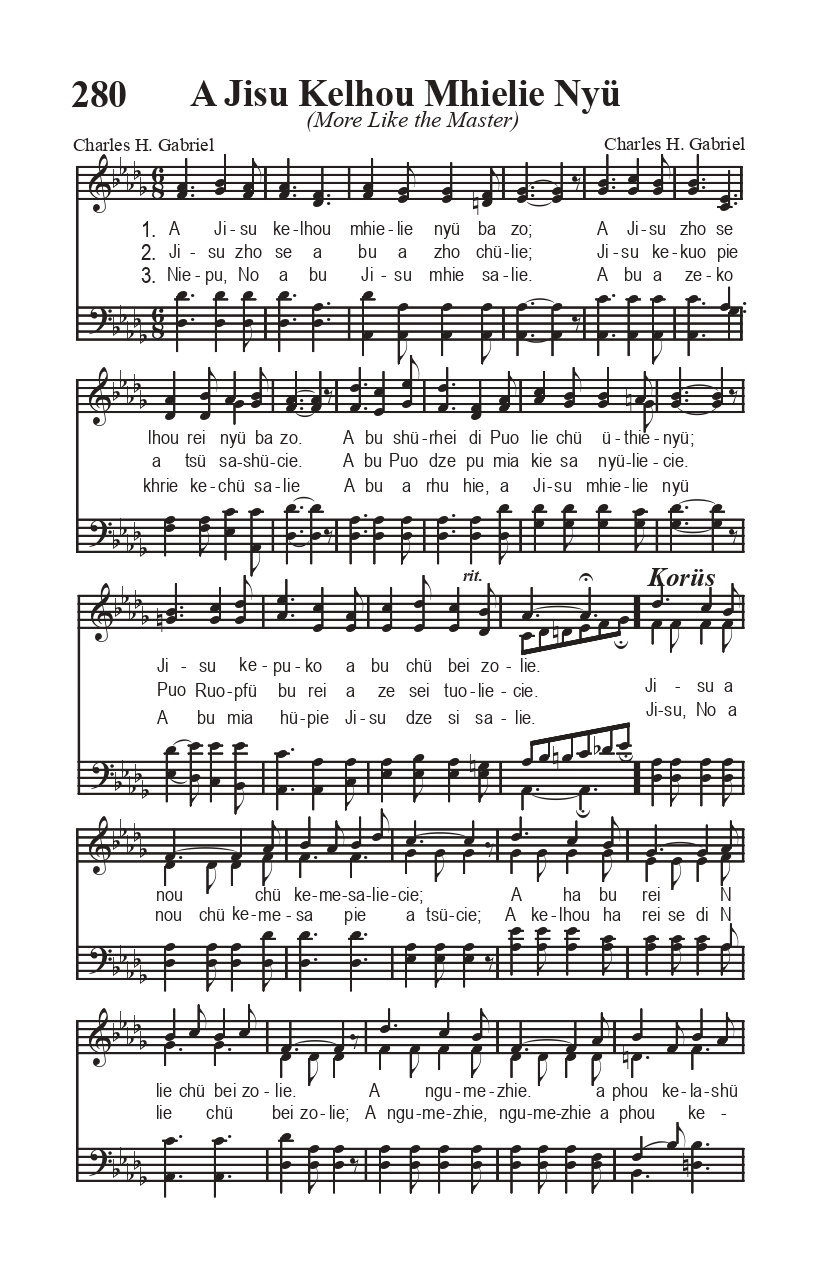 280 A Jisu Kelhou Mhielie Nyü
(More Like the Master)
Charles H. Gabriel Charles H. Gabriel
1. A Ji - su ke-lhou mhie-lie nyü ba zo; A Ji-su zho se
2. Ji - su zho se a bu a zho chü-lie; Ji-su ke-kuo pie
3. Nie-pu, No a bu Ji - su mhie sa-lie. A bu a ze-ko
lhou rei nyü ba zo. A bu shü-rhei di Puo lie chü ü-thie-nyü;
a tsü sa-shü-cie. A bu Puo dze pu mia kie sa nyü-lie-cie.
khrie ke-chü sa-lie A bu a rhu hie, a Ji-su mhie-lie nyü
rit.
Korüs
Ji - su ke-pu-ko a bu chü bei zo - lie.
Puo Ruo-pfü bu rei a ze sei tuo-lie-cie. Ji - su a
A bu mia hü-pie Ji-su dze si sa - lie. Ji-su, No a
nou chü ke-me-sa-lie-cie; A ha bu rei N
nou chü ke-me - sa pie a tsü-cie; A ke-lhou ha rei se di N
lie chü bei zo - lie. A ngu-me-zhie. a phou ke-la-shü
lie chü bei zo-lie; A ngu-me-zhie, ngu-me-zhie a phou ke -